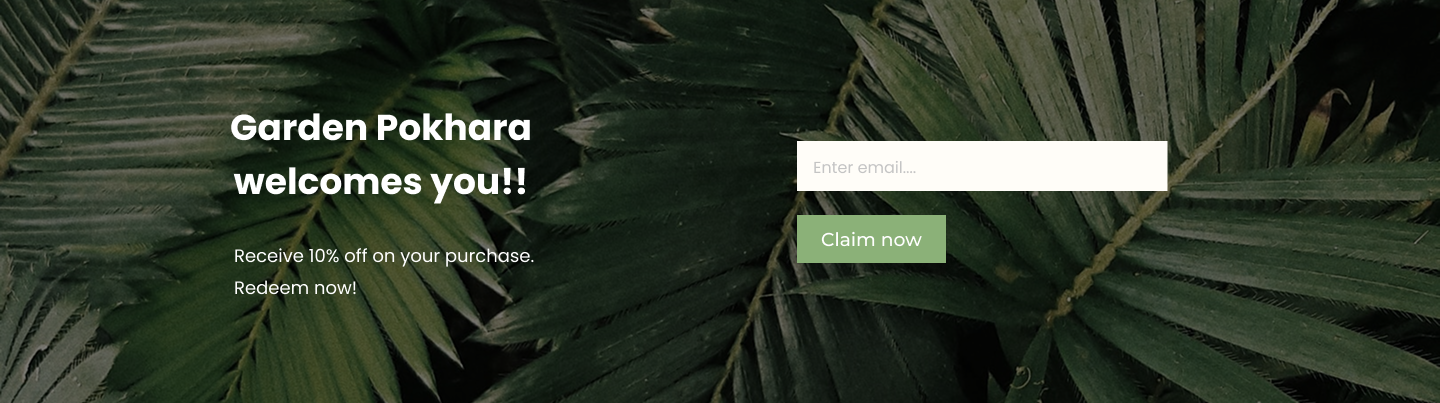 Garden Pokhara
welcomes you!!
Receive 10% off on your purchase.
Redeem now!
Enter email....
Claim now